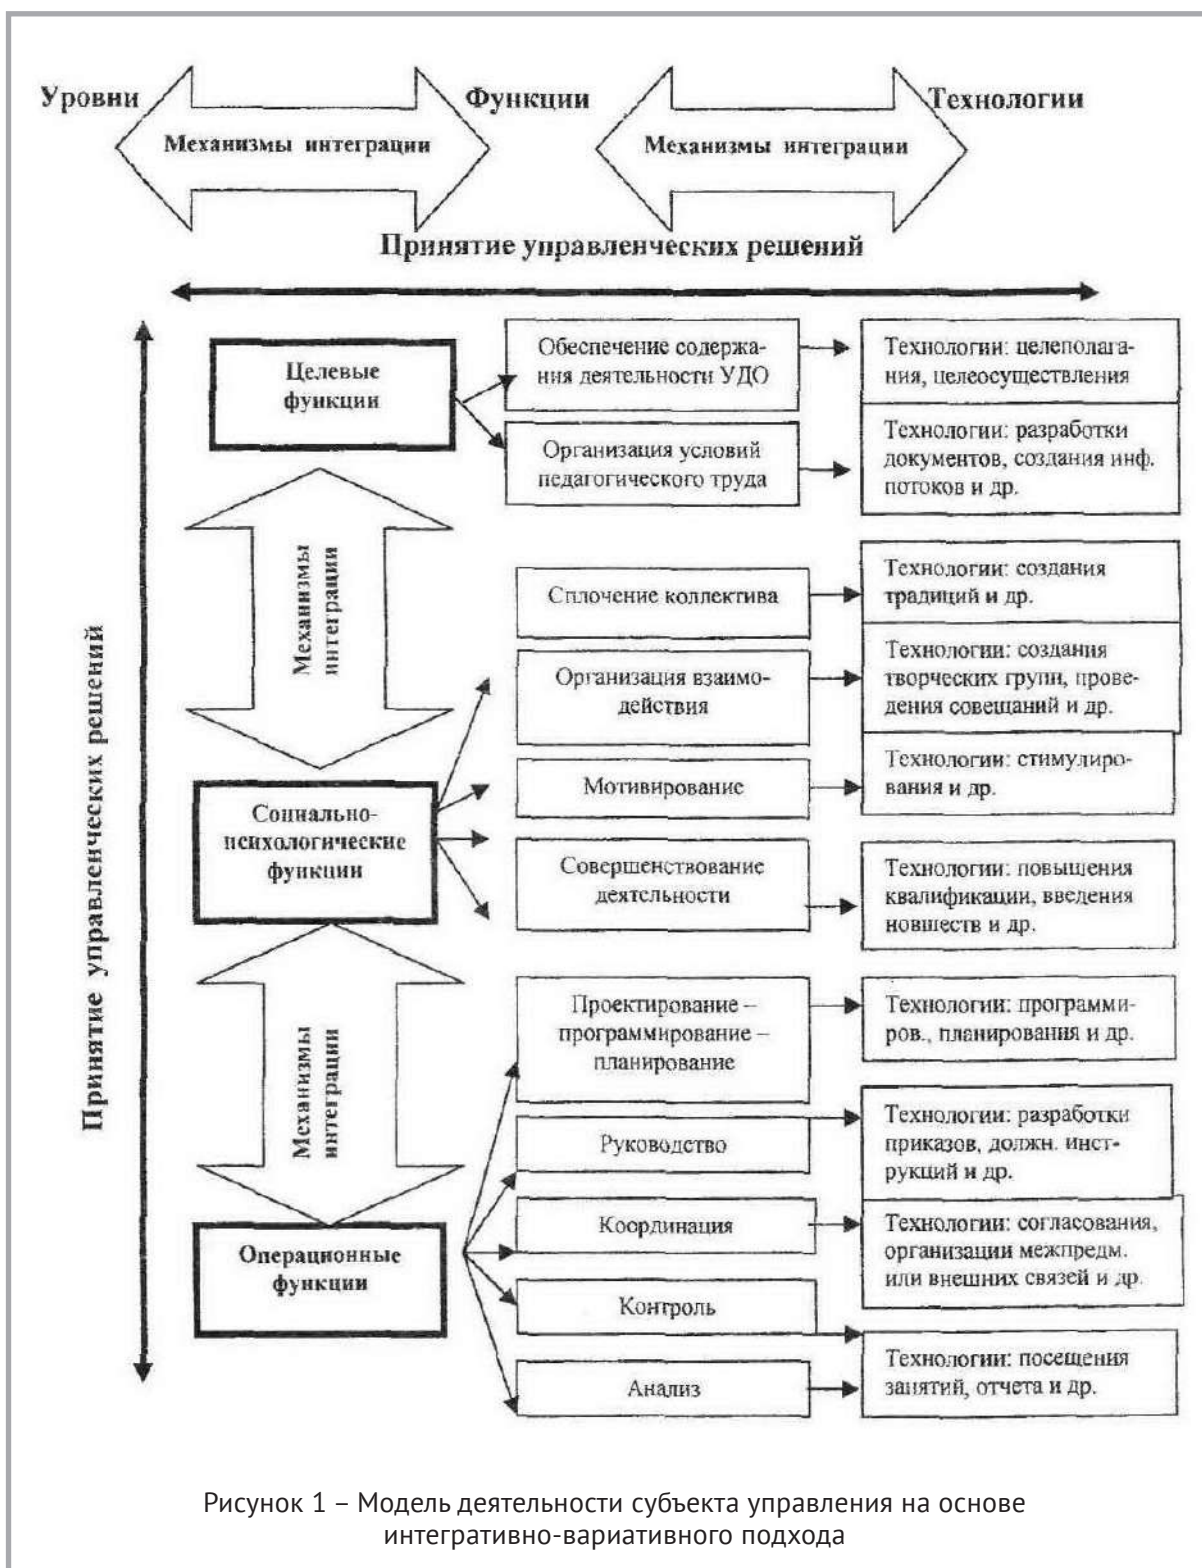 Уровни
Функции
Технологии
Механизмы интеграции
Механизмы интеграции
Принятие управленческих решений
Принятие управленческих решений
Целевые
функции
Обеспечение содержа-
ния деятельности УДО
Технологии: целеполага-
ния, целеосуществления
Организация условий
педагогического труда
Технологии: разработки
документов, создания инф.
потоков и др.
Механизмы
интеграции
Сплочение коллектива
Технологии: создания
традиций и др.
Организация взаимо-
действия
Технологии: создания
творческих групп, прове-
дения совещаний и др.
Социально-
психологические
функции
Мотивирование
Технологии: стимулиро-
вания и др.
Совершенствование
деятельности
Технологии: повышения
квалификации, введения
новшеств и др.
Механизмы
интеграции
Проектирование –
программирование –
планирование
Технологии: программи-
ров., планирования и др.
Руководство
Технологии: разработки
приказов, должн. инст-
рукций и др.
Операционные
функции
Координация
Технологии: согласования,
организации межпредм.
или внешних связей и др.
Контроль
Анализ
Технологии: посещения
занятий, отчета и др.
Рисунок 1 – Модель деятельности субъекта управления на основе
интегративно-вариативного подхода